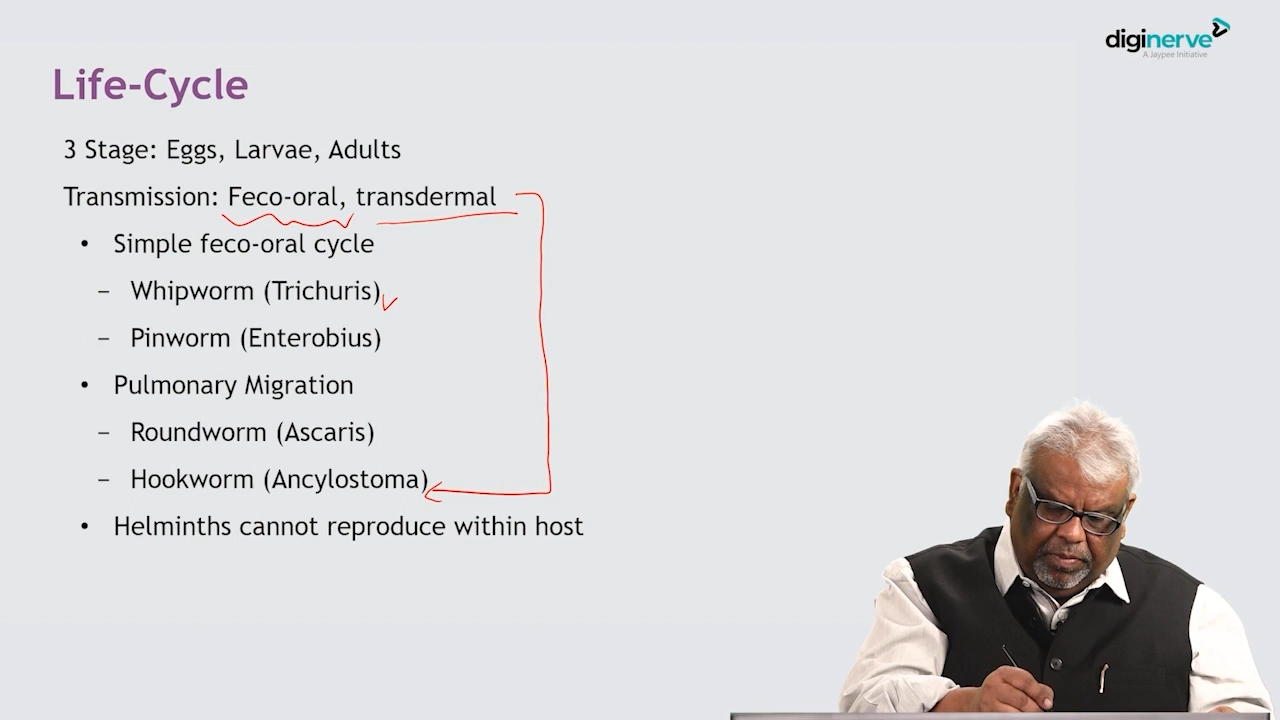 diginerve
A Jaypee Initiative
Life-Cycle
3 Stage: Eggs, Larvae, Adults
Transmission: Feco-oral, transdermal
• Simple feco-oral cycle
– Whipworm (Trichuris)
– Pinworm (Enterobius)
• Pulmonary Migration
– Roundworm (Ascaris)
– Hookworm (Ancylostoma)
• Helminths cannot reproduce within host